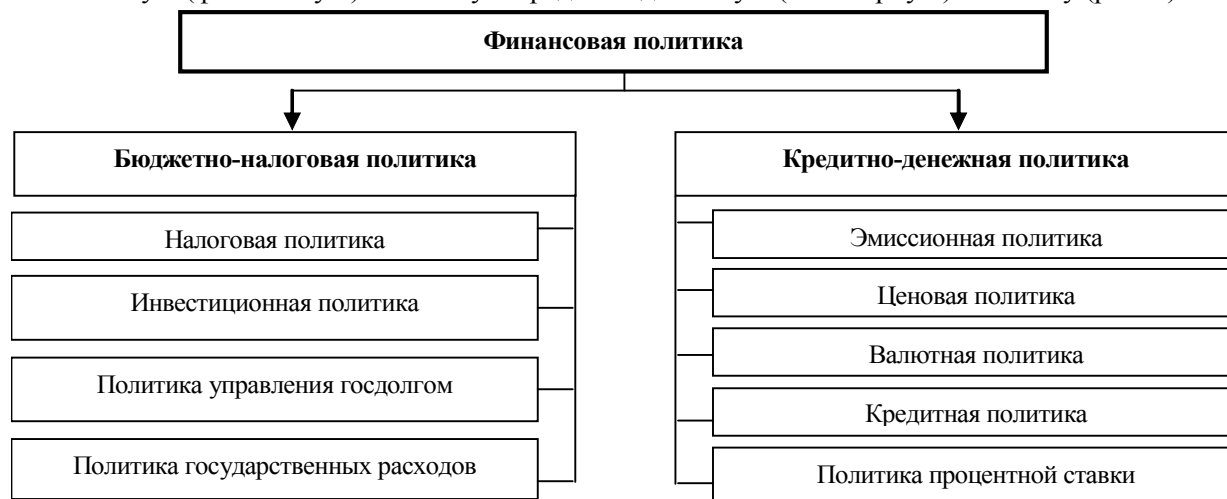 Финансовая политика
Бюджетно-налоговая политика
Налоговая политика
Инвестиционная политика
Политика управления госдолгом
Политика государственных расходов
Кредитно-денежная политика
Эмиссионная политика
Ценовая политика
Валютная политика
Кредитная политика
Политика процентной ставки